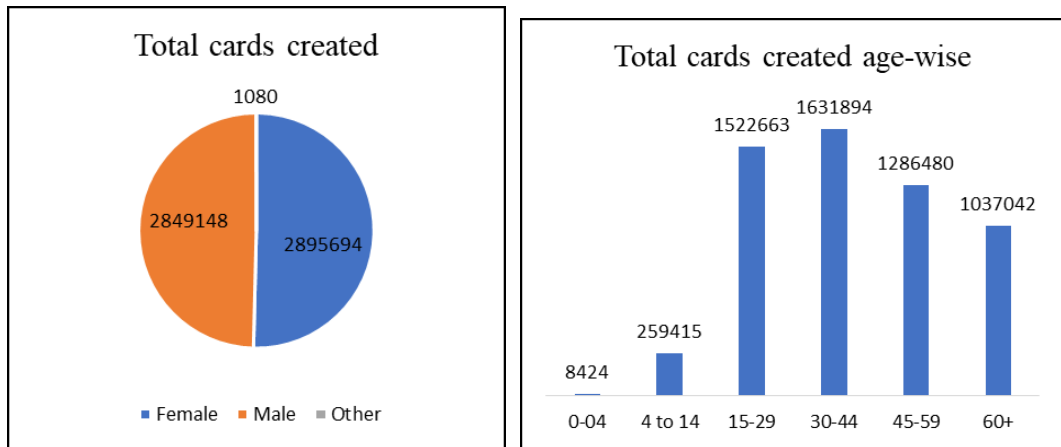 Total cards created
1080
2849148
2895694
Female Male Other
Total cards created age-wise
1631894
1522663
1286480
1037042
259415
8424
0-04 4 to 14 15-29 30-44 45-59 60+